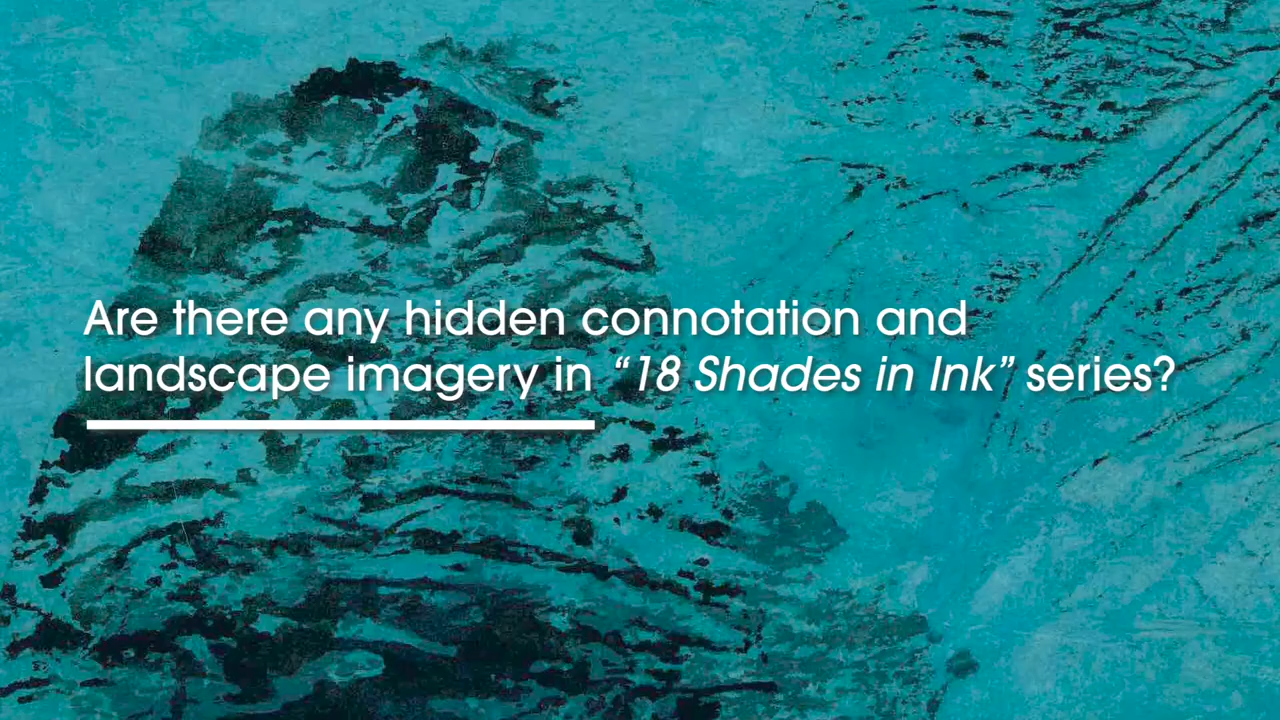 Are there any hidden connotation and
landscape imagery in “18 Shades in Ink” series?